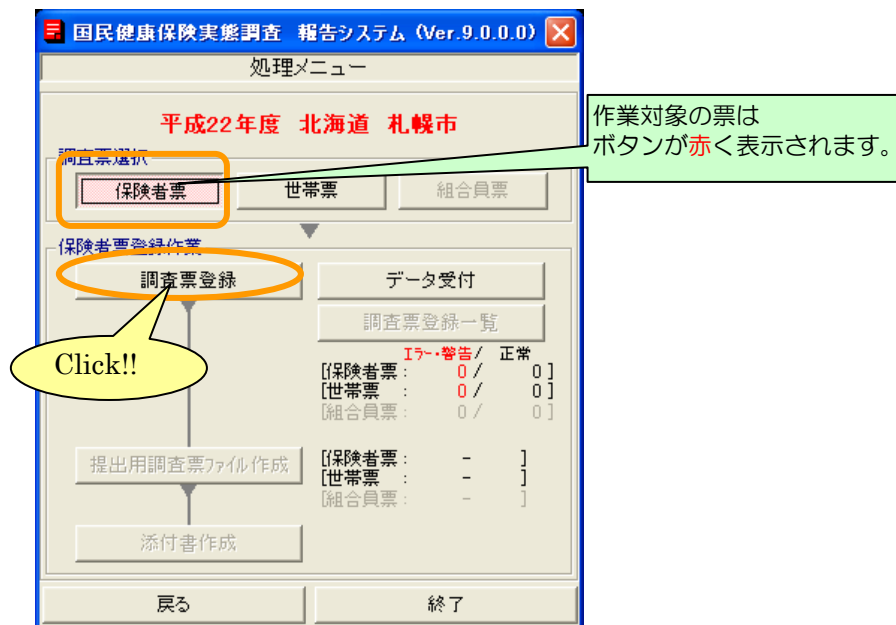 国民健康保険実態調査 報告システム (Ver.9.0.0.0)
処理メニュー
平成22年度 北海道 札幌市
調査票選択
保険者票 世帯票 組合員票
作業対象の票は
ボタンが赤く表示されます。
保険者票登録作業
調査票登録 データ受付
調査票登録一覧
Click!!
エラー・警告/ 正常
[保険者票: 0/ 0]
[世帯票 : 0/ 0]
[組合員票: 0/ 0]
提出用調査票ファイル作成
[保険者票: - ]
[世帯票 : - ]
[組合員票: - ]
添付書作成
戻る 終了